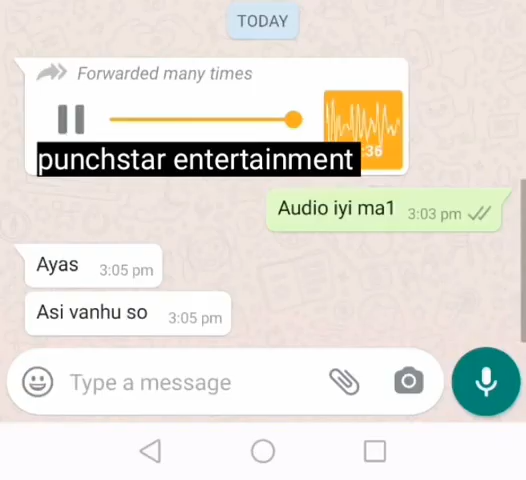 TODAY
Forwarded many times
:36
punchstar entertainment
Audio iyi ma1 3:03 pm
Ayas 3:05 pm
Asi vanhu so 3:05 pm
Type a message